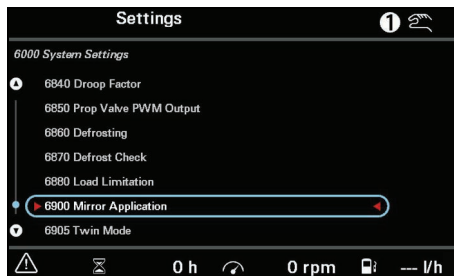 Settings
1
6000 System Settings
6840 Droop Factor
6850 Prop Valve PWM Output
6860 Defrosting
6870 Defrost Check
6880 Load Limitation
6900 Mirror Application
6905 Twin Mode
0 h 0 rpm --- l/h